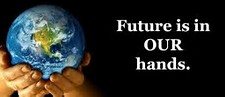 Future is in
OUR
hands.